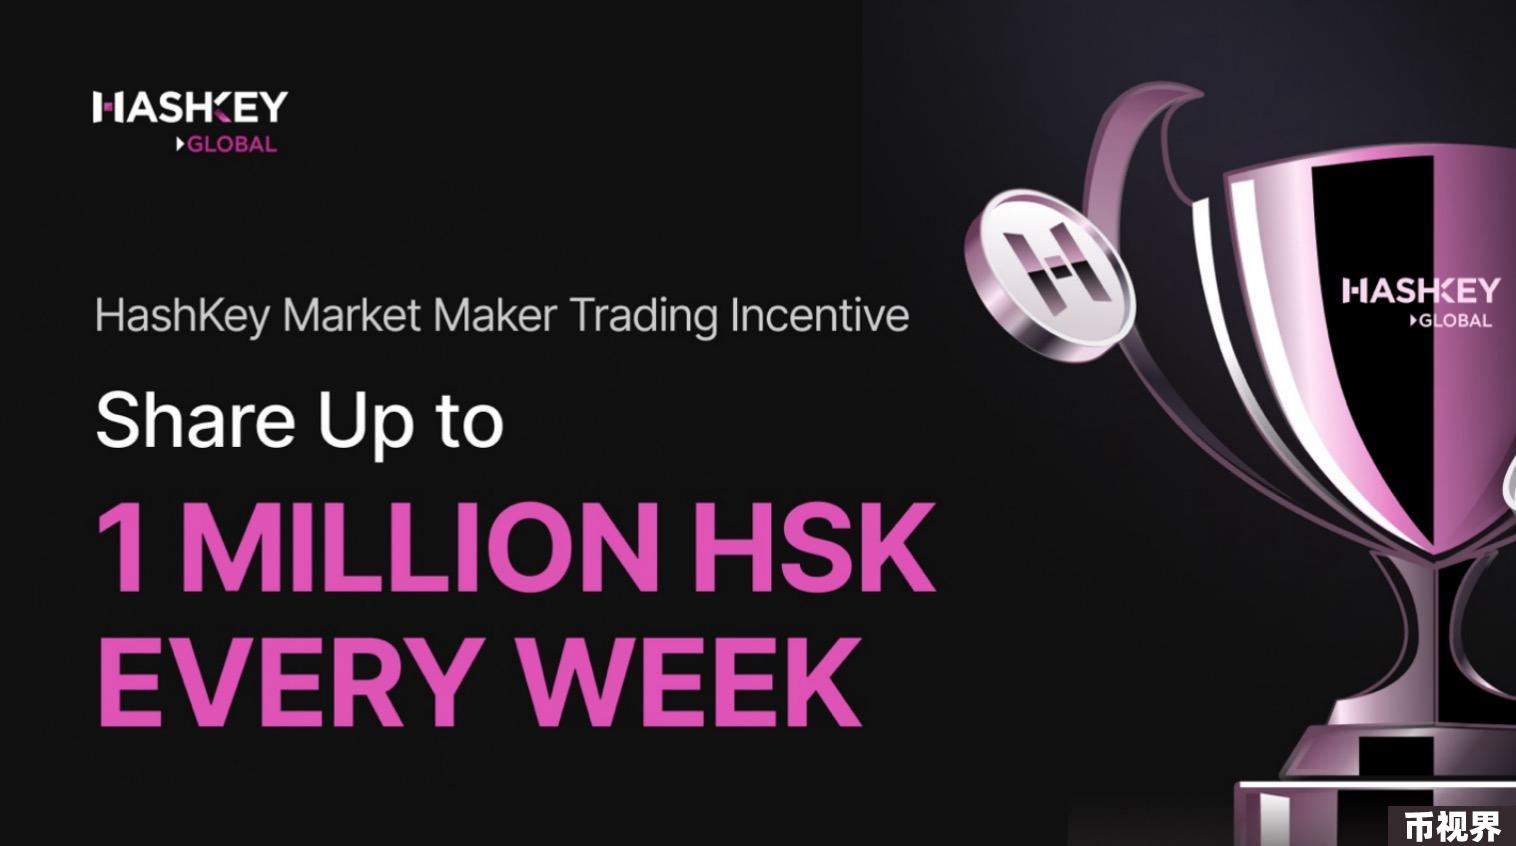 HASHKEY
GLOBAL
HashKey Market Maker Trading Incentive
Share Up to
1 MILLION HSK
EVERY WEEK
HASHKEY
GLOBAL
币视界